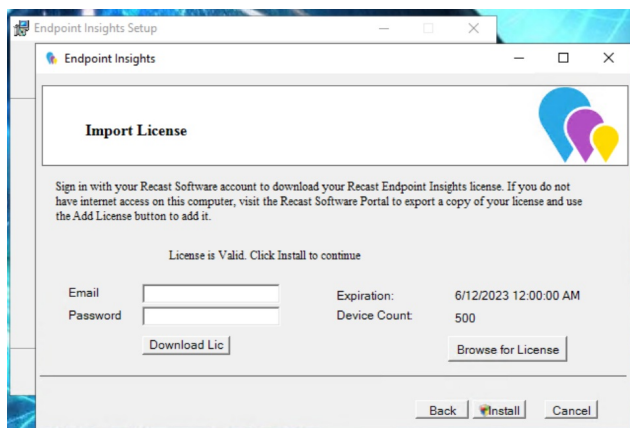 Endpoint Insights Setup
Endpoint Insights
Import License
Sign in with your Recast Software account to download your Recast Endpoint Insights license. If you do not
have internet access on this computer, visit the Recast Software Portal to export a copy of your license and use
the Add License button to add it.
License is Valid. Click Install to continue
Email
Expiration: 6/12/2023 12:00:00 AM
Password
Device Count: 500
Download Lic
Browse for License
Back Install Cancel